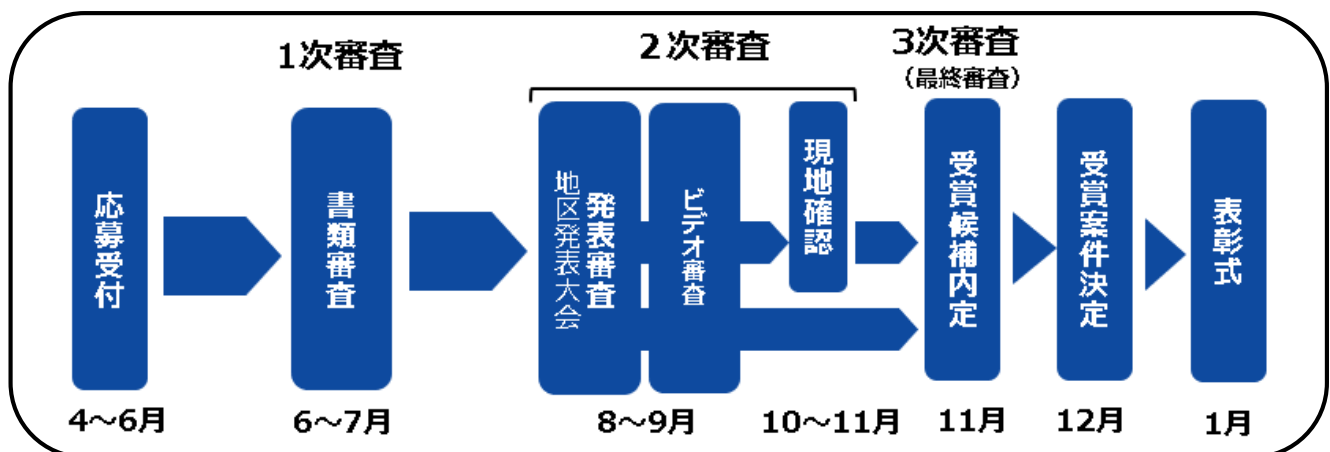 1次審査
2次審査
3次審査
(最終審査)
応募受付
書類審査
発表審査
地区発表大会
ビデオ審査
現地確認
受賞候補内定
受賞案件決定
表彰式
4～6月
6～7月
8～9月
10～11月
11月
12月
1月